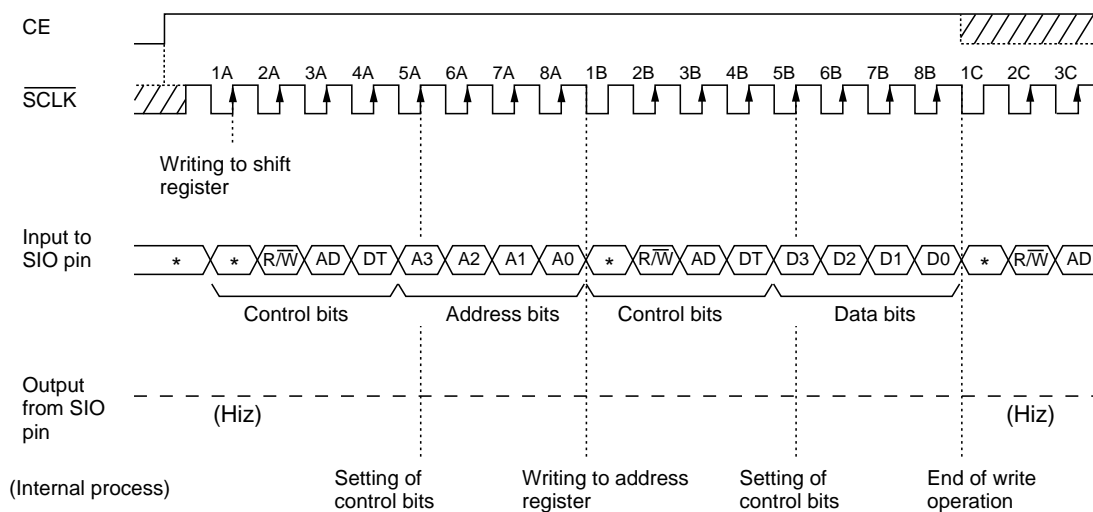 CE
1A 2A 3A 4A 5A 6A 7A 8A 1B 2B 3B 4B 5B 6B 7B 8B 1C 2C 3C
S̅C̅L̅K̅
Writing to shift
register
Input to
SIO pin
* * R/W̅ AD DT A3 A2 A1 A0 * R/W̅ AD DT D3 D2 D1 D0 * R/W̅ AD
Control bits Address bits Control bits Data bits
Output
from SIO
pin
(Hiz) (Hiz)
(Internal process)
Setting of
control bits
Writing to address
register
Setting of
control bits
End of write
operation